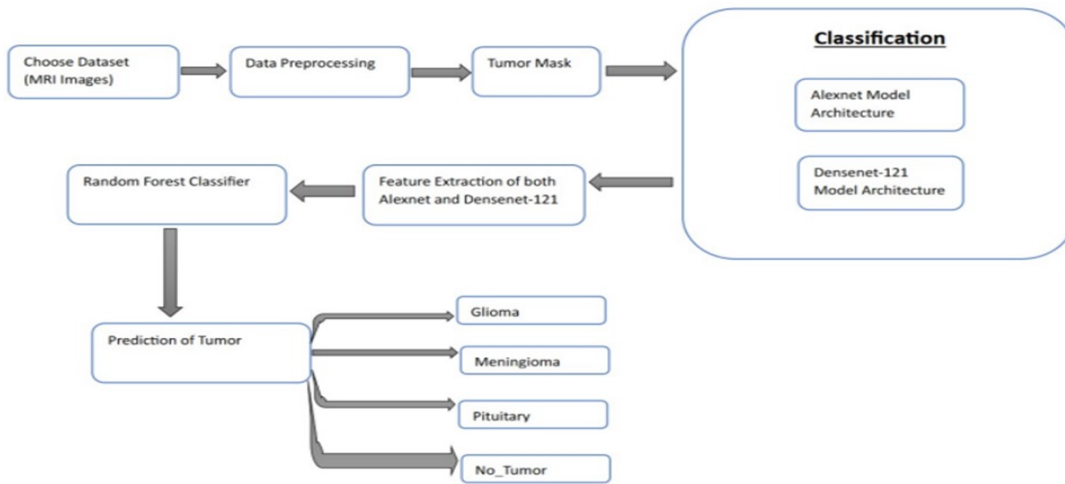 Choose Dataset
(MRI Images)
Data Preprocessing
Tumor Mask
Classification
Alexnet Model
Architecture
Densenet-121
Model Architecture
Feature Extraction of both
Alexnet and Densenet-121
Random Forest Classifier
Prediction of Tumor
Glioma
Meningioma
Pituitary
No_Tumor